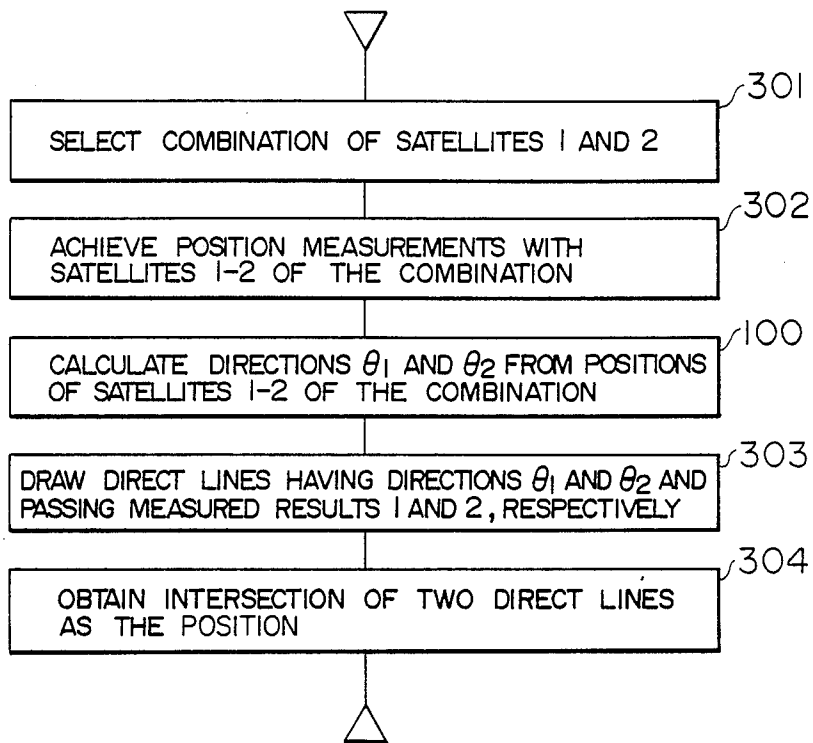 301
SELECT COMBINATION OF SATELLITES 1 AND 2
302
ACHIEVE POSITION MEASUREMENTS WITH
SATELLITES 1-2 OF THE COMBINATION
100
CALCULATE DIRECTIONS θ1 AND θ2 FROM POSITIONS
OF SATELLITES 1-2 OF THE COMBINATION
303
DRAW DIRECT LINES HAVING DIRECTIONS θ1 AND θ2 AND
PASSING MEASURED RESULTS 1 AND 2, RESPECTIVELY
304
OBTAIN INTERSECTION OF TWO DIRECT LINES
AS THE POSITION